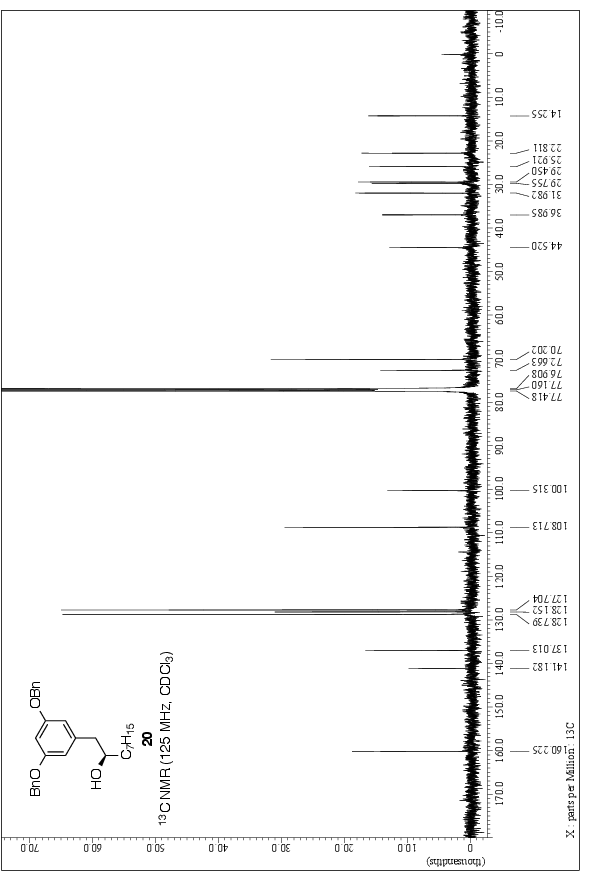 BnO
OBn
HO
C7H15
20
13C NMR (125 MHz, CDCl3)
(thousandths)
0 10.0 20.0 30.0 40.0 50.0 60.0 70.0
170.0 160.0 150.0 140.0 130.0 120.0 110.0 100.0 90.0 80.0 70.0 60.0 50.0 40.0 30.0 20.0 10.0 0 -10.0
160.225
141.182
137.013
128.739
128.152
127.704
108.713
100.315
77.418
77.160
76.908
72.663
70.202
44.520
36.985
31.982
29.755
29.450
25.921
22.811
14.255
X : parts per Million : 13C